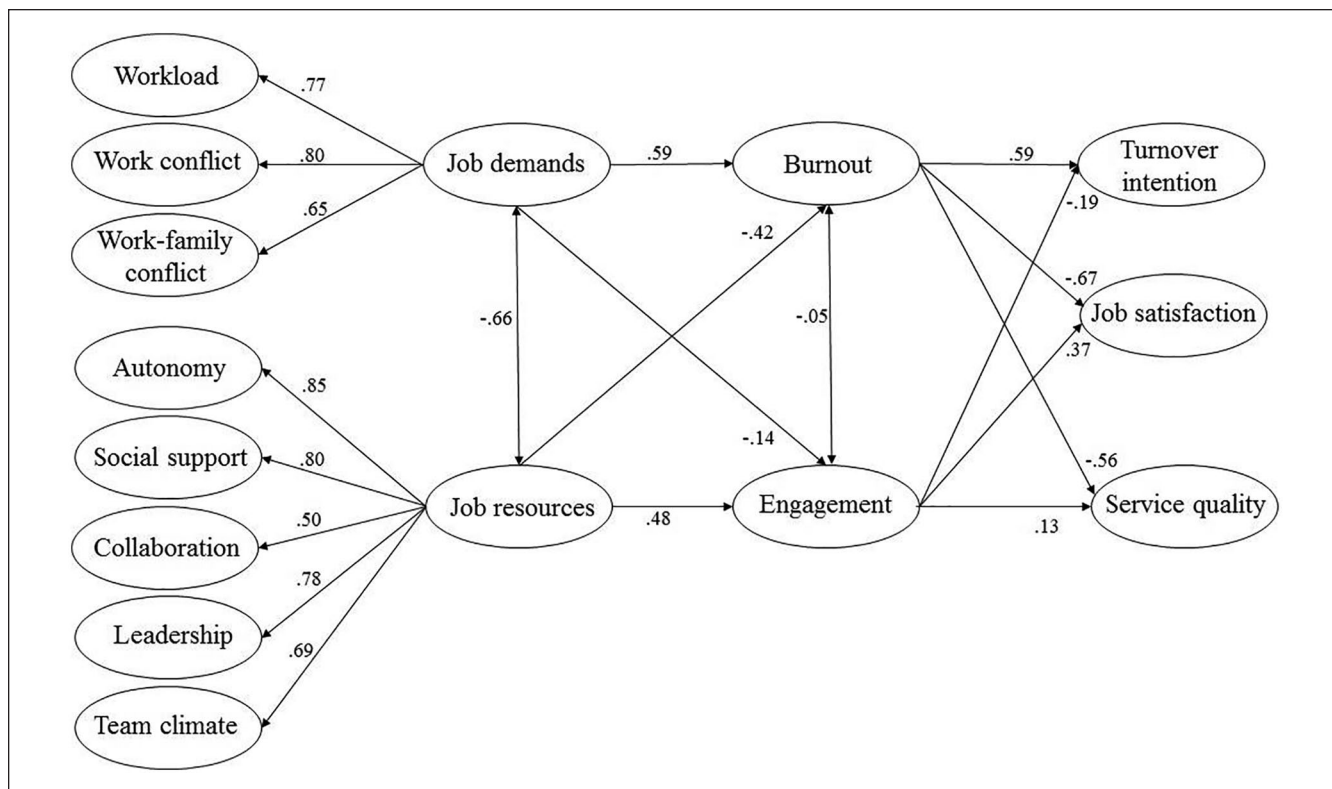 Workload
.77
Work conflict
.80
Work-family
conflict
.65
Job demands
.59
Burnout
.59
Turnover
intention
-.19
-.42
-.67
-.66
-.05
Job satisfaction
.37
Autonomy
.85
Social support
.80
-.14
-.56
Collaboration
.50
Job resources
.48
Engagement
.13
Service quality
Leadership
.78
Team climate
.69